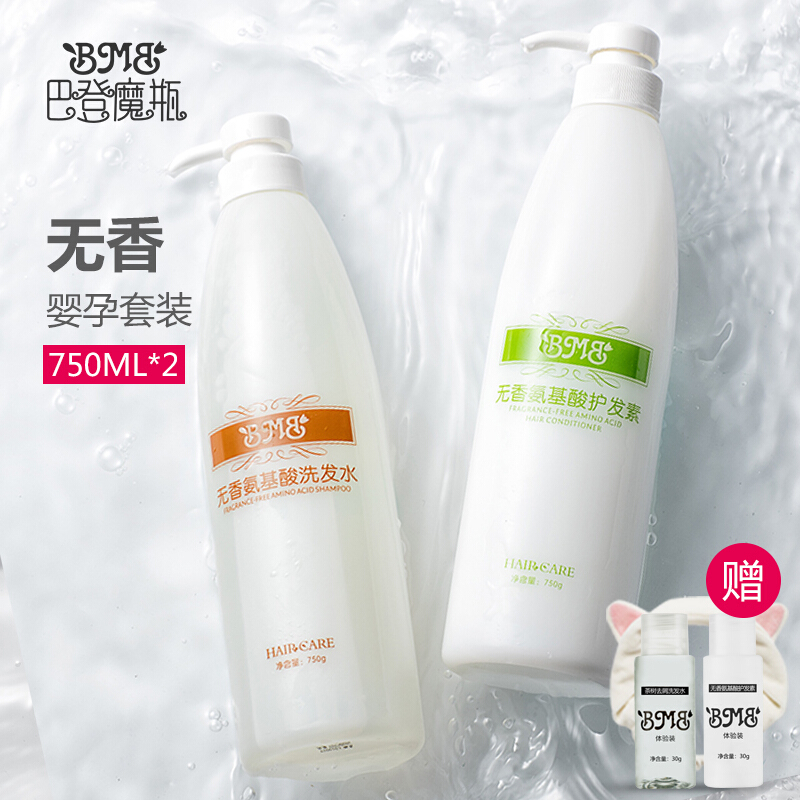 BMB
巴登魔瓶
无香
婴孕套装
750ML*2
BMB
无香氨基酸洗发水
FRAGRANCE-FREE AMINO ACID SHAMPOO
HAIR CARE
净含量：750g
BMB
无香氨基酸护发素
FRAGRANCE-FREE AMINO ACID
HAIR CONDITIONER
HAIR CARE
净含量：750g
赠
茶树去屑洗发水
BMB
体验装
净含量：30g
无香氨基酸护发素
BMB
体验装
净含量：30g